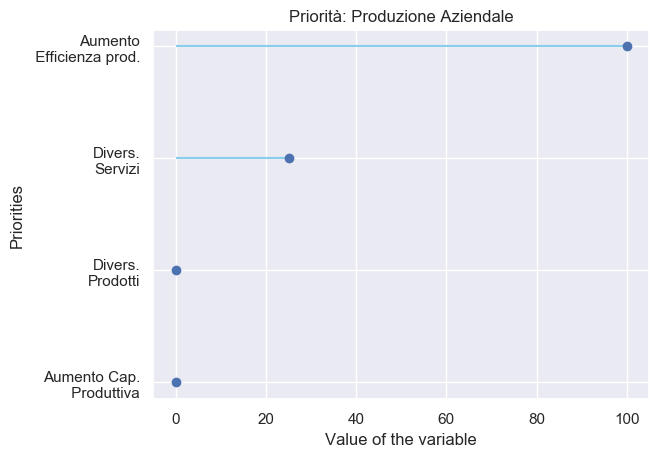 Priorità: Produzione Aziendale
Aumento
Efficienza prod.
Divers.
Servizi
Divers.
Prodotti
Aumento Cap.
Produttiva
Priorities
0 20 40 60 80 100
Value of the variable